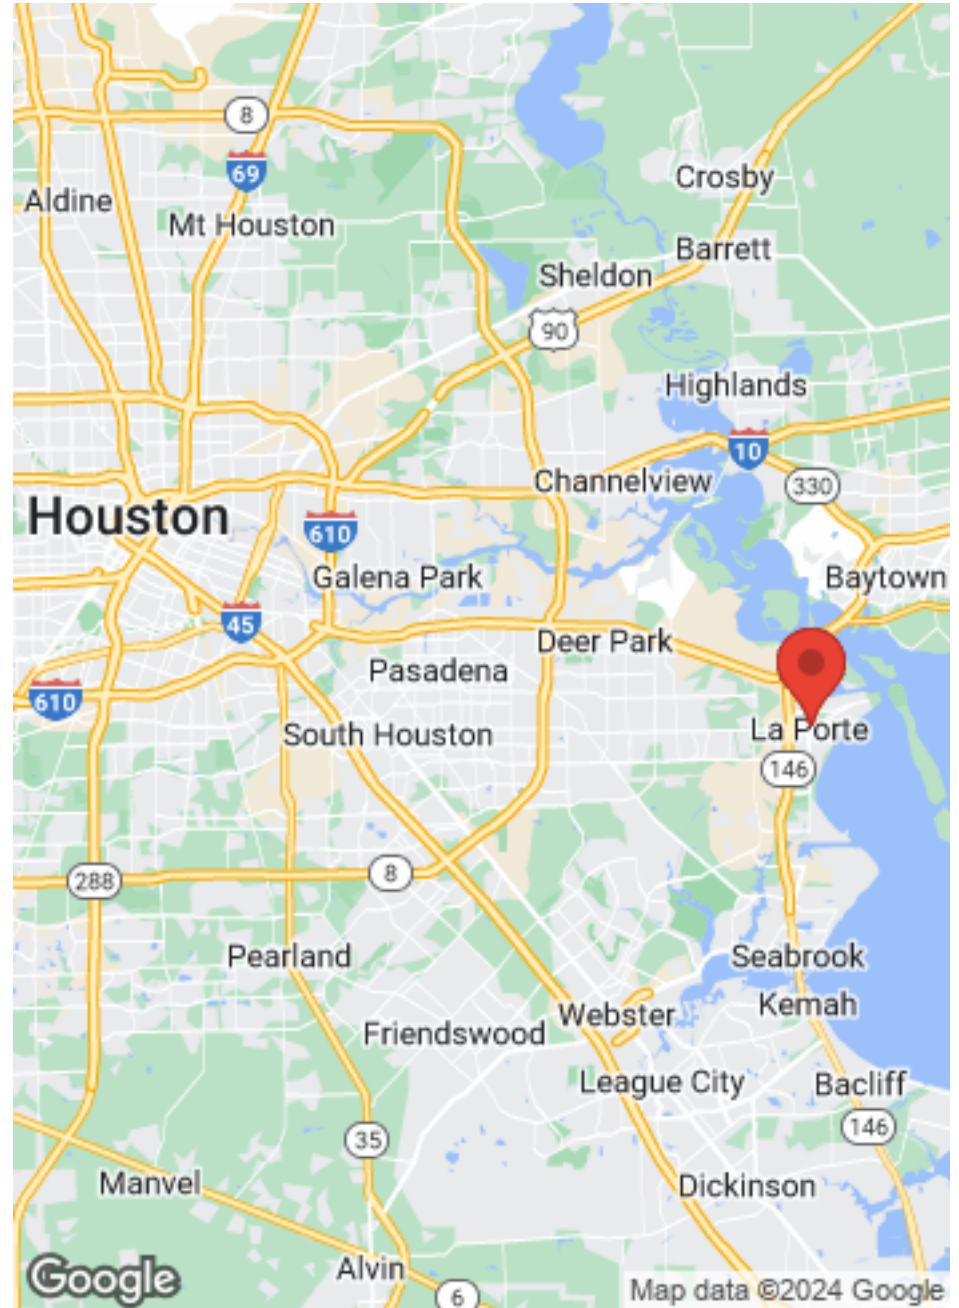 8
69
Crosby
Aldine
Mt Houston
Barrett
Sheldon
90
Highlands
10
Channelview
330
Houston
610
Galena Park
Baytown
45
Deer Park
Pasadena
610
La Porte
South Houston
146
8
288
Pearland
Seabrook
Kemah
Webster
Friendswood
League City
Bacliff
146
35
Manvel
Dickinson
Alvin
Google
6
Map data ©2024 Google